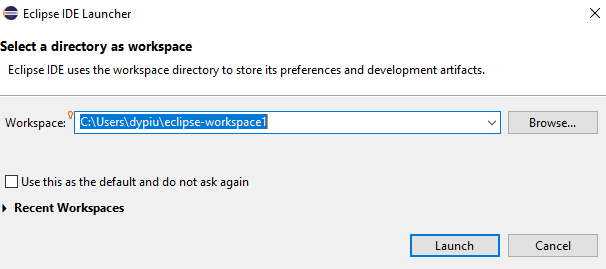 Eclipse IDE Launcher
Select a directory as workspace
Eclipse IDE uses the workspace directory to store its preferences and development artifacts.
Workspace: C:\Users\dypiu\eclipse-workspace1 Browse...
Use this as the default and do not ask again
Recent Workspaces
Launch Cancel